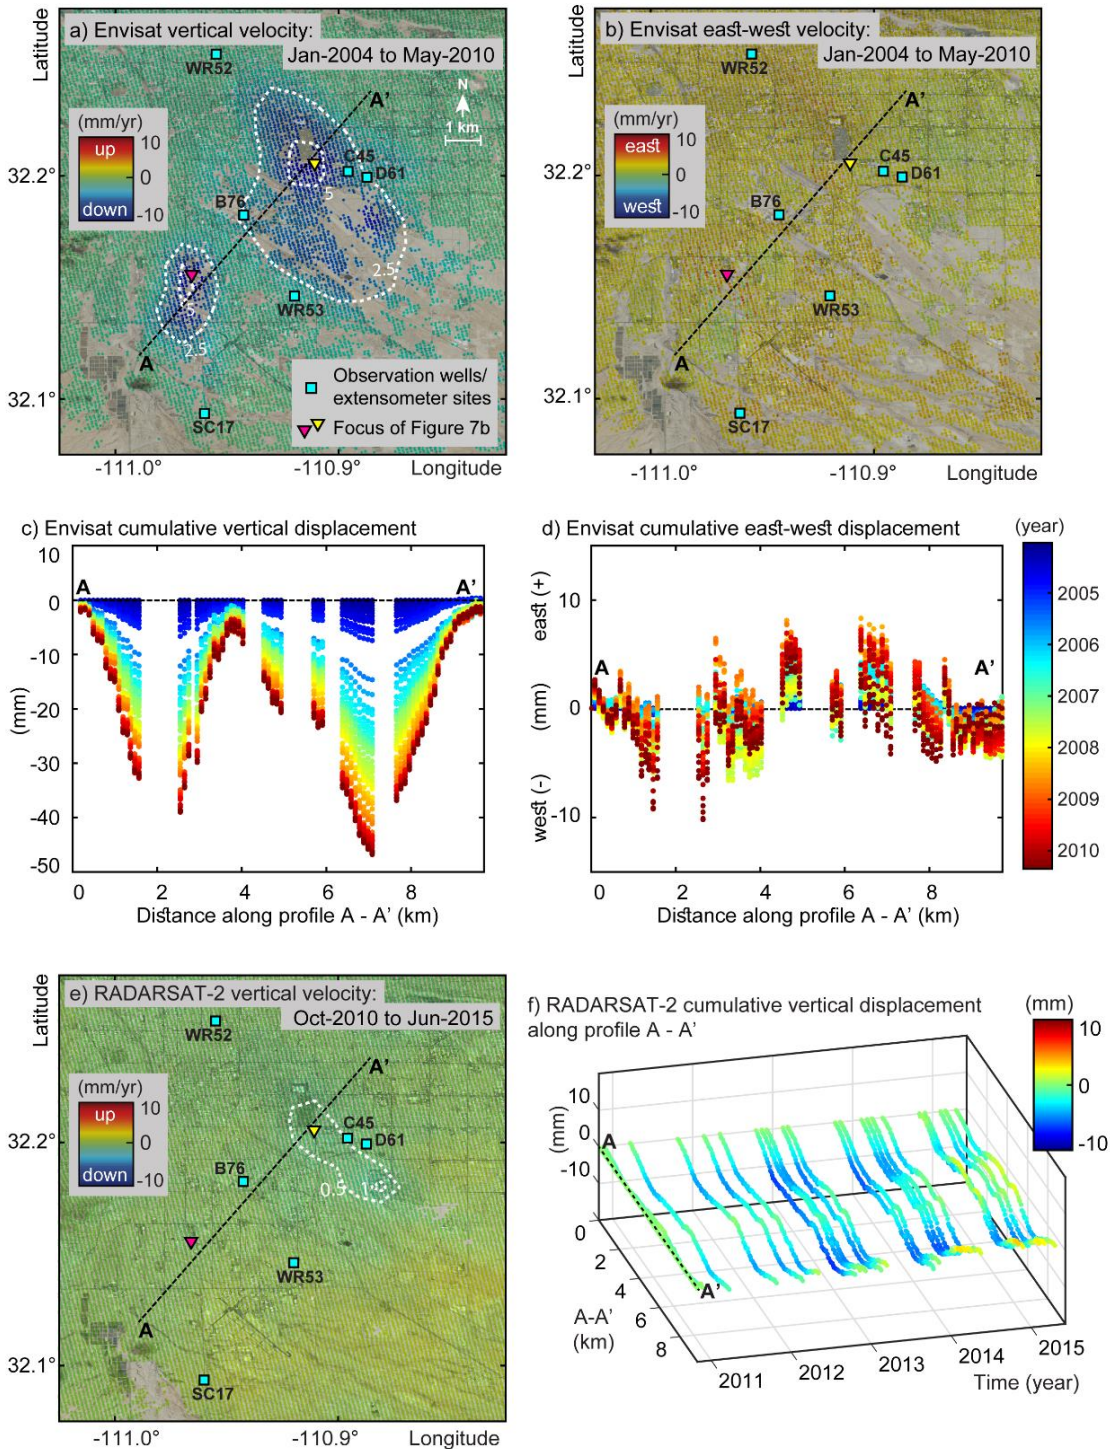 a) Envisat vertical velocity:
Jan-2004 to May-2010
Latitude
WR52
A'
N
1 km
(mm/yr)
up
down
10
0
-10
C45
D61
5
B76
2.5
5
WR53
2.5
A
SC17
Observation wells/
extensometer sites
Focus of Figure 7b
32.2°
32.1°
-111.0°
-110.9°
Longitude
b) Envisat east-west velocity:
Jan-2004 to May-2010
Latitude
WR52
A'
(mm/yr)
east
west
10
0
-10
C45
D61
B76
WR53
A
SC17
32.2°
32.1°
-111.0°
-110.9°
Longitude
c) Envisat cumulative vertical displacement
10
0
-10
-20
-30
-40
-50
(mm)
A
A'
0
2
4
6
8
Distance along profile A - A' (km)
d) Envisat cumulative east-west displacement
east (+)
(mm)
west (-)
10
0
-10
A
A'
0
2
4
6
8
Distance along profile A - A' (km)
(year)
2005
2006
2007
2008
2009
2010
e) RADARSAT-2 vertical velocity:
Oct-2010 to Jun-2015
Latitude
WR52
A'
(mm/yr)
up
down
10
0
-10
C45
D61
B76
WR53
A
SC17
32.2°
32.1°
-111.0°
-110.9°
Longitude
f) RADARSAT-2 cumulative vertical displacement
along profile A - A'
(mm)
10
0
-10
(mm)
10
0
-10
A
A'
0
2
4
6
8
A-A'
(km)
2011
2012
2013
2014
2015
Time (year)